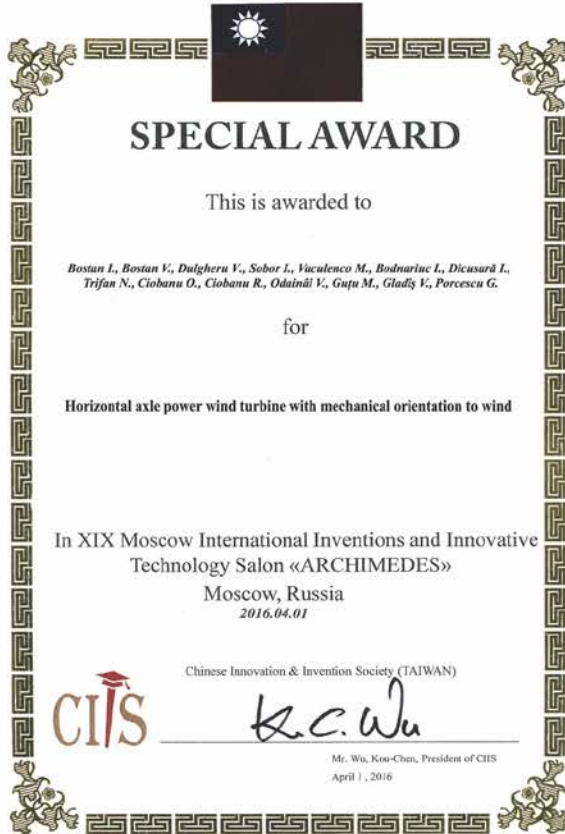 SPECIAL AWARD
This is awarded to
Bostan I., Bostan V., Dulgheru V., Sobor I., Vaculenco M., Bodnariuc I., Dicusară I.,
Trifan N., Ciobanu O., Ciobanu R., Odainâi V., Guțu M., Gladîș V., Porcescu G.
for
Horizontal axle power wind turbine with mechanical orientation to wind
In XIX Moscow International Inventions and Innovative
Technology Salon «ARCHIMEDES»
Moscow, Russia
2016.04.01
Chinese Innovation & Invention Society (TAIWAN)
CIIS
K.C. Wu
Mr. Wu, Kou-Chen, President of CIIS
April 1 , 2016